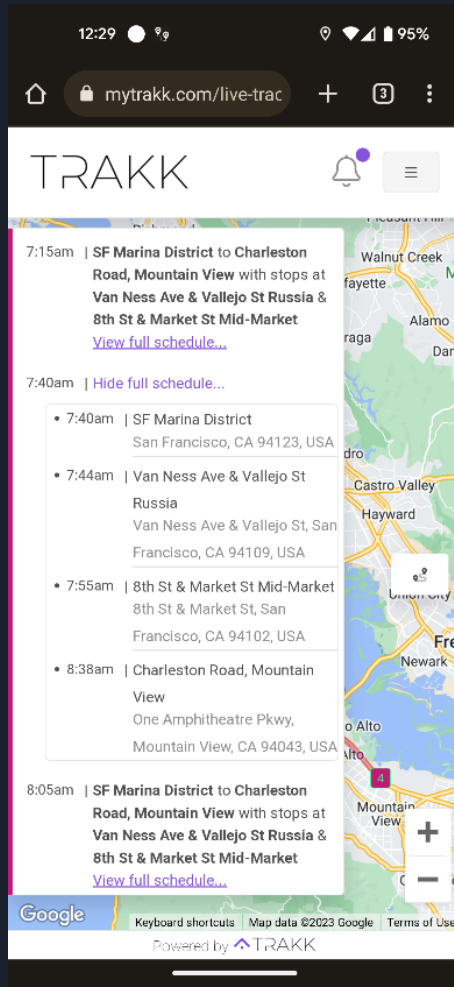 12:29
95%
mytrakk.com/live-trac
3
TRAKK
Walnut Creek
fayette
Alamo
raga
Dar
dro
Castro Valley
Hayward
Union City
Fre
Newark
o Alto
Alto
4
Mountain
View
7:15am | SF Marina District to Charleston
Road, Mountain View with stops at
Van Ness Ave & Vallejo St Russia &
8th St & Market St Mid-Market
View full schedule...
7:40am | Hide full schedule...
• 7:40am | SF Marina District
San Francisco, CA 94123, USA
• 7:44am | Van Ness Ave & Vallejo St
Russia
Van Ness Ave & Vallejo St, San
Francisco, CA 94109, USA
• 7:55am | 8th St & Market St Mid-Market
8th St & Market St, San
Francisco, CA 94102, USA
• 8:38am | Charleston Road, Mountain
View
One Amphitheatre Pkwy,
Mountain View, CA 94043, USA
8:05am | SF Marina District to Charleston
Road, Mountain View with stops at
Van Ness Ave & Vallejo St Russia &
8th St & Market St Mid-Market
View full schedule...
Google
Keyboard shortcuts
Map data ©2023 Google
Terms of Use
Powered by TRAKK